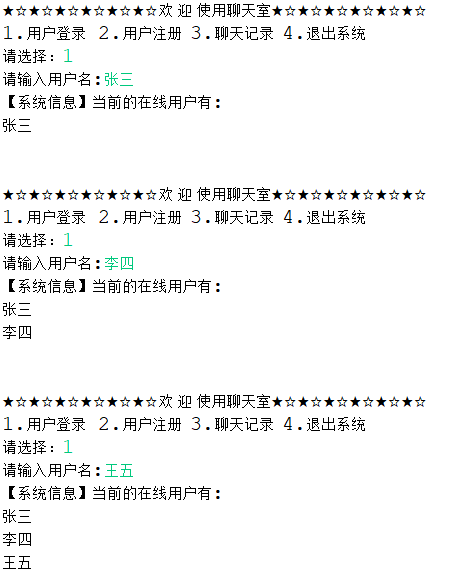 ★☆★☆★☆★☆★☆★☆欢 迎 使用聊天室★☆★☆★☆★☆★☆★☆
1.用户登录 2.用户注册 3.聊天记录 4.退出系统
请选择：1
请输入用户名:张三
【系统信息】当前的在线用户有:
张三
★☆★☆★☆★☆★☆★☆欢 迎 使用聊天室★☆★☆★☆★☆★☆★☆
1.用户登录 2.用户注册 3.聊天记录 4.退出系统
请选择：1
请输入用户名:李四
【系统信息】当前的在线用户有:
张三
李四
★☆★☆★☆★☆★☆★☆欢 迎 使用聊天室★☆★☆★☆★☆★☆★☆
1.用户登录 2.用户注册 3.聊天记录 4.退出系统
请选择：1
请输入用户名:王五
【系统信息】当前的在线用户有:
张三
李四
王五